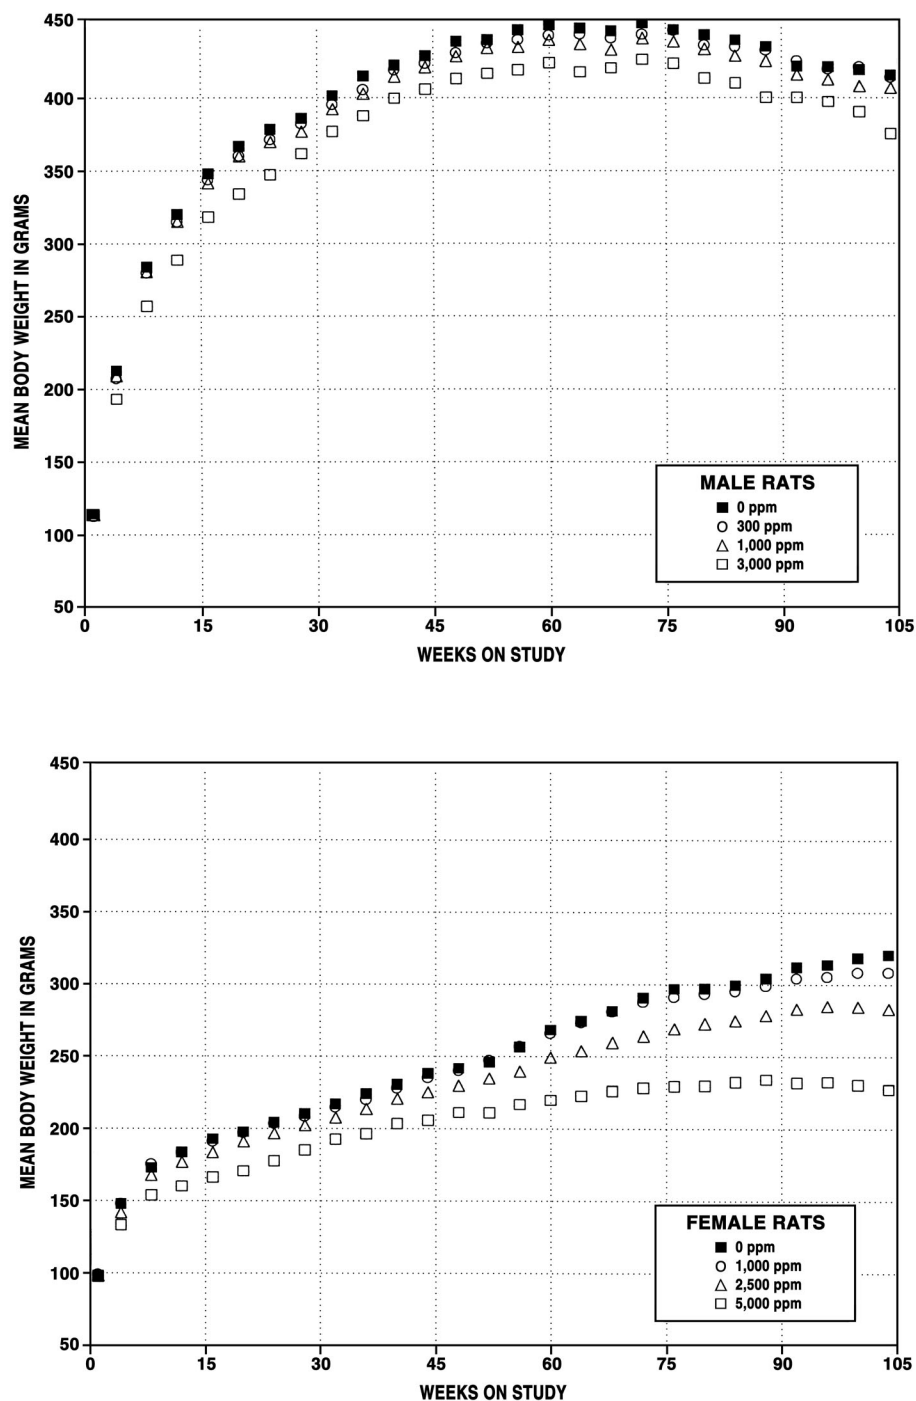 450
400
350
300
250
200
150
100
50
MEAN BODY WEIGHT IN GRAMS
MALE RATS
0 ppm
300 ppm
1,000 ppm
3,000 ppm
0 15 30 45 60 75 90 105
WEEKS ON STUDY
450
400
350
300
250
200
150
100
50
MEAN BODY WEIGHT IN GRAMS
FEMALE RATS
0 ppm
1,000 ppm
2,500 ppm
5,000 ppm
0 15 30 45 60 75 90 105
WEEKS ON STUDY